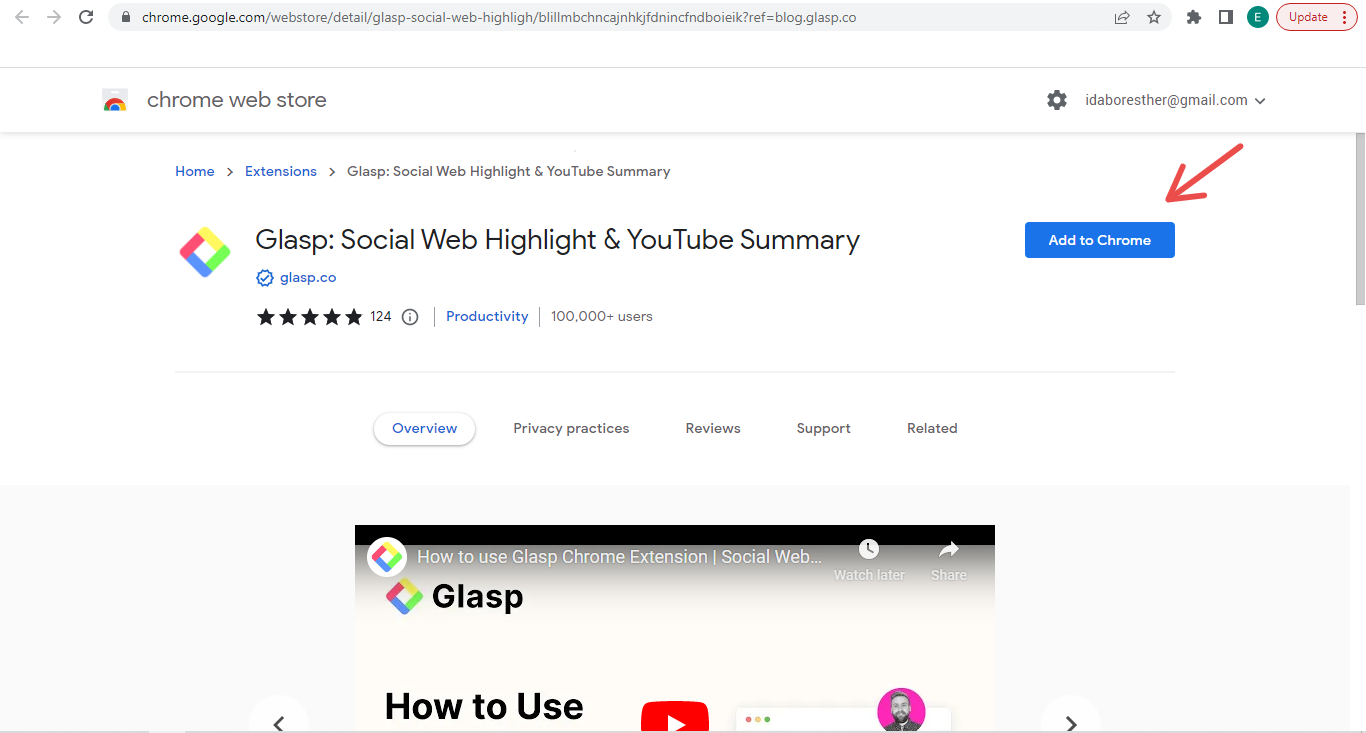 chrome.google.com/webstore/detail/glasp-social-web-highligh/blillmbchncajnhkjfdnincfndboieik?ref=blog.glasp.co
E
Update
chrome web store
idaboresther@gmail.com
Home > Extensions > Glasp: Social Web Highlight & YouTube Summary
Glasp: Social Web Highlight & YouTube Summary
Add to Chrome
glasp.co
124
Productivity
100,000+ users
Overview
Privacy practices
Reviews
Support
Related
How to use Glasp Chrome Extension | Social Web...
Watch later
Share
Glasp
How to Use